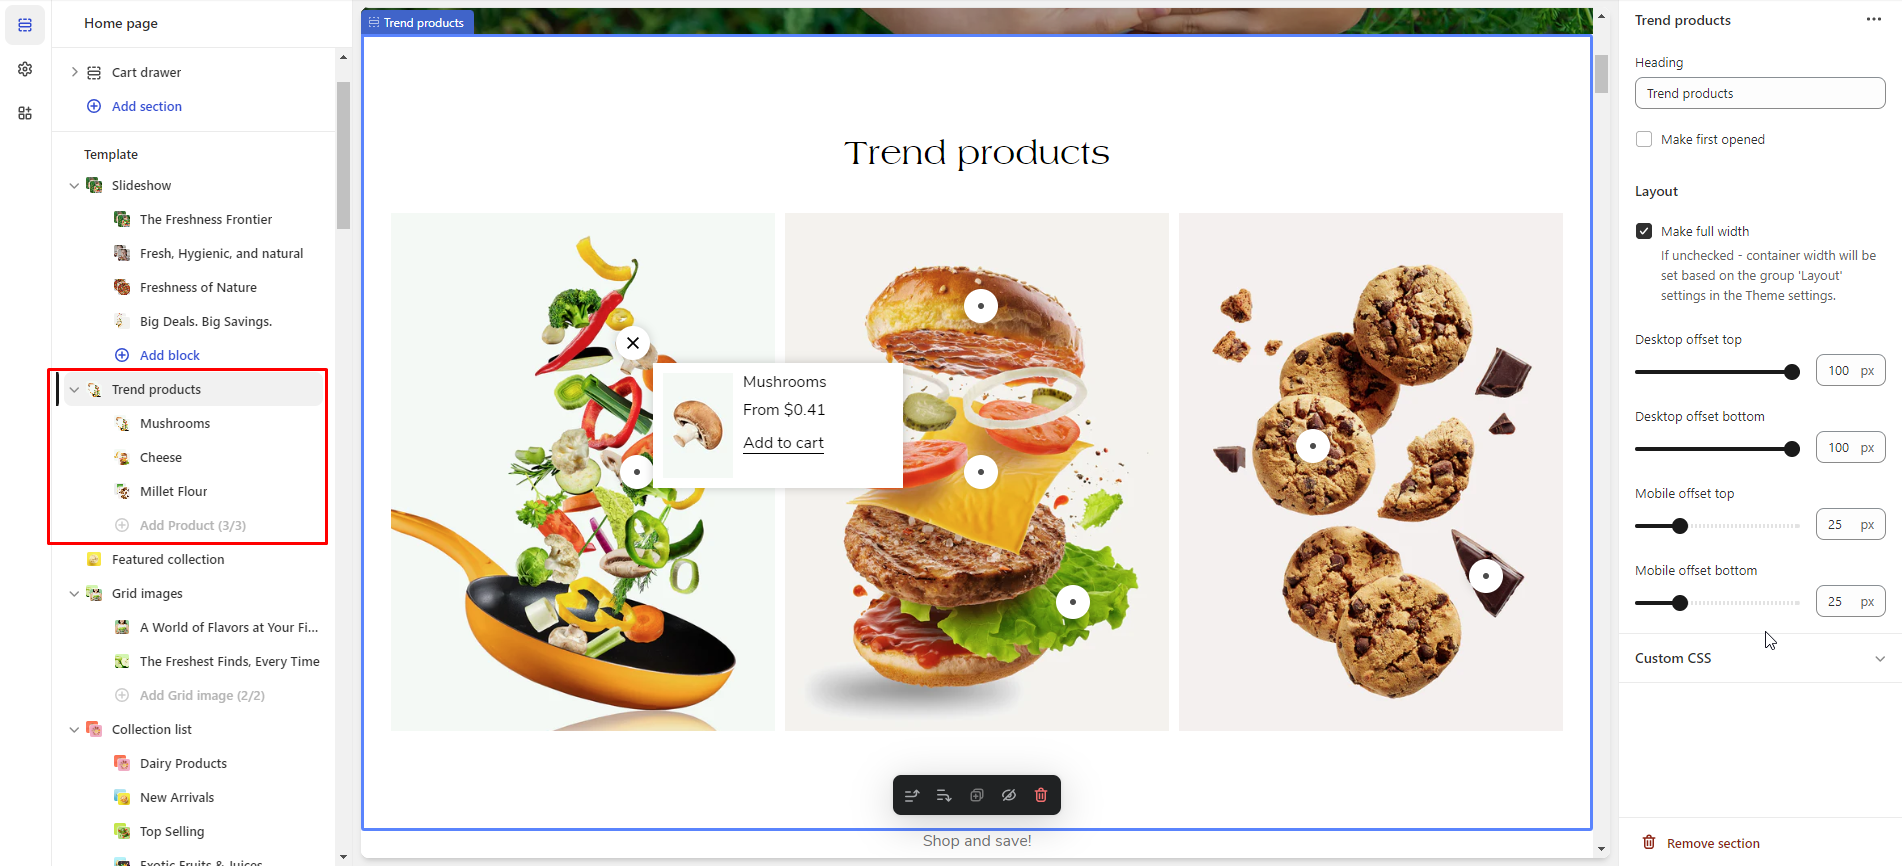 Home page
Cart drawer
Add section
Template
Slideshow
The Freshness Frontier
Fresh, Hygienic, and natural
Freshness of Nature
Big Deals. Big Savings.
Add block
Trend products
Mushrooms
Cheese
Millet Flour
Add Product (3/3)
Featured collection
Grid images
A World of Flavors at Your Fi...
The Freshest Finds, Every Time
Add Grid image (2/2)
Collection list
Dairy Products
New Arrivals
Top Selling
Exotic Fruits & Juices
Trend products
Trend products
Mushrooms
From $0.41
Add to cart
Shop and save!
Trend products
Heading
Trend products
Make first opened
Layout
Make full width
If unchecked - container width will be
set based on the group 'Layout'
settings in the Theme settings.
Desktop offset top
100 px
Desktop offset bottom
100 px
Mobile offset top
25 px
Mobile offset bottom
25 px
Custom CSS
Remove section